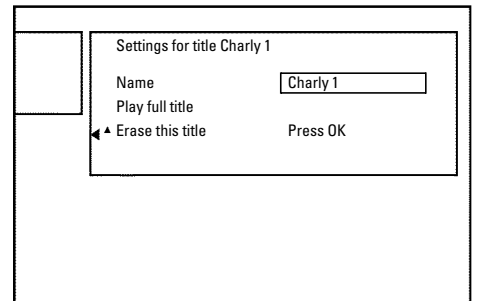 Settings for title Charly 1
Name Charly 1
Play full title
Erase this title Press OK